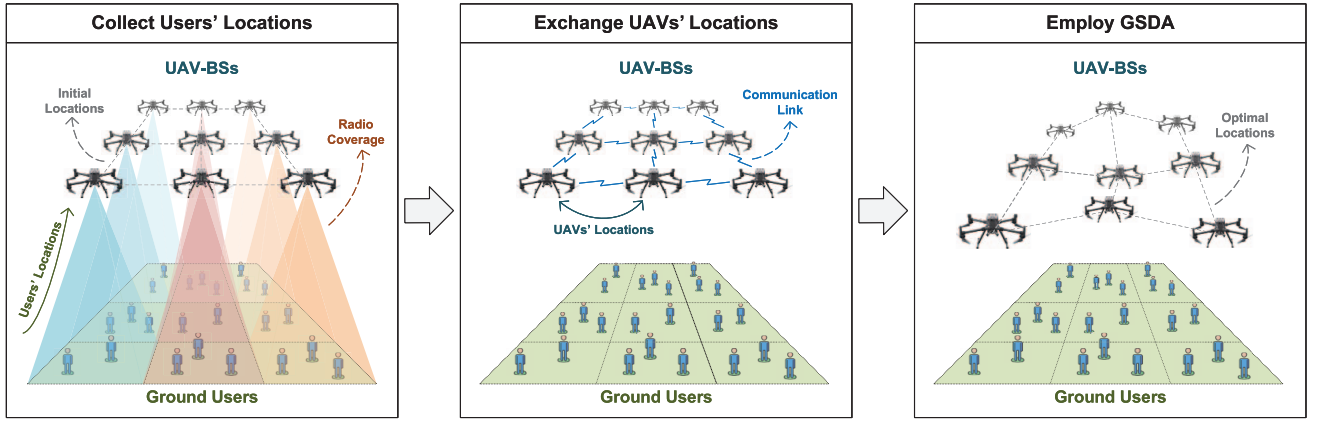 Collect Users' Locations
UAV-BSs
Initial
Locations
Radio
Coverage
Users' Locations
Ground Users
Exchange UAVs' Locations
UAV-BSs
Communication
Link
UAVs' Locations
Ground Users
Employ GSDA
UAV-BSs
Optimal
Locations
Ground Users